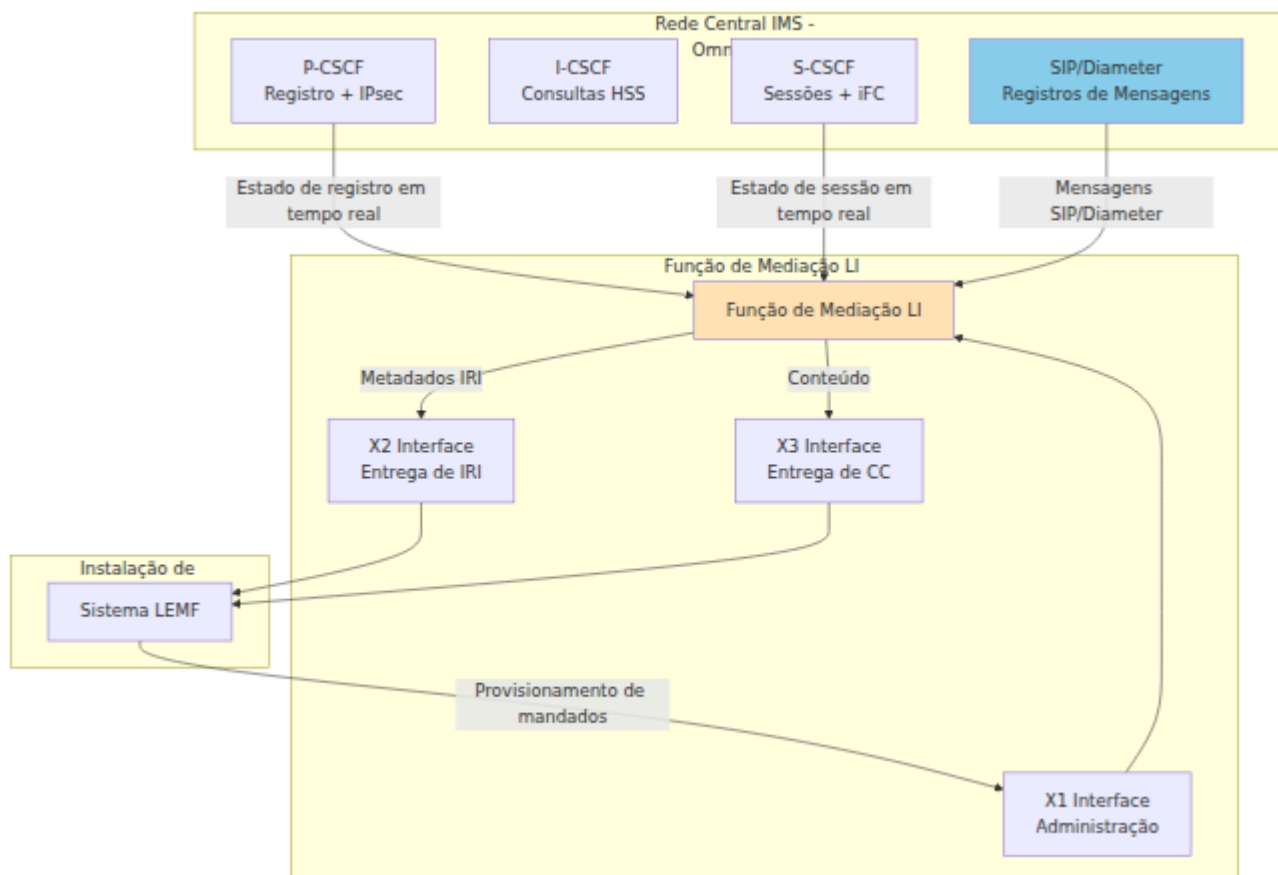 Rede Central IMS -
P-CSCF
Registro + IPsec
I-CSCF
Consultas HSS
S-CSCF
Sessões + iFC
SIP/Diameter
Registros de Mensagens
Estado de registro em
tempo real
Estado de sessão em
tempo real
Mensagens
SIP/Diameter
Função de Mediação LI
Função de Mediação LI
Metadados IRI
Conteúdo
X2 Interface
Entrega de IRI
X3 Interface
Entrega de CC
Instalação de
Sistema LEMF
Provisionamento de
mandados
X1 Interface
Administração